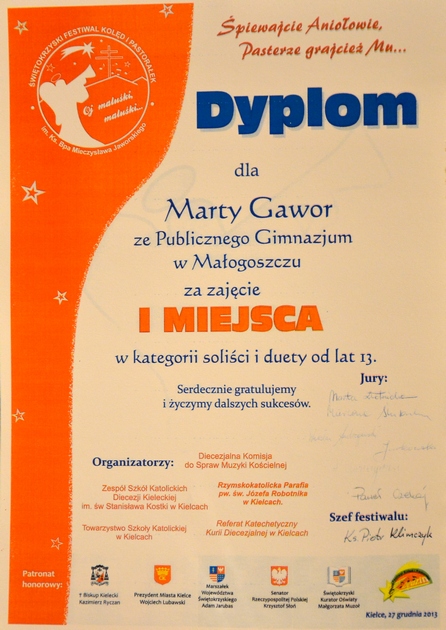 ŚWIĘTOKRZYSKI FESTIWAL KOLĘD I PASTORAŁEK
Oj maluśki,
maluśki...
im. Ks. Bpa Mieczysława Jaworskiego
Śpiewajcie Aniołowie,
Pasterze grajcież Mu...
Dyplom
dla
Marty Gawor
ze Publicznego Gimnazjum
w Małogoszczu
za zajęcie
I MIEJSCA
w kategorii soliści i duety od lat 13.
Serdecznie gratulujemy
i życzymy dalszych sukcesów.
Jury:
Organizatorzy:
Diecezjalna Komisja
do Spraw Muzyki Kościelnej
Zespół Szkół Katolickich
Diecezji Kieleckiej
im. św Stanisława Kostki w Kielcach
Rzymskokatolicka Parafia
pw. św. Józefa Robotnika
w Kielcach.
Towarzystwo Szkoły Katolickiej
w Kielcach
Referat Katechetyczny
Kurii Diecezjalnej w Kielcach
Szef festiwalu:
Ks. Piotr Klimczyk
Patronat
honorowy:
† Biskup Kielecki
Kazimierz Ryczan
Prezydent Miasta Kielce
Wojciech Lubawski
Marszałek
Województwa
Świętokrzyskiego
Adam Jarubas
Senator
Rzeczypospolitej Polskiej
Krzysztof Słoń
Świętokrzyski
Kurator Oświaty
Małgorzata Muzoł
Kielce, 27 grudnia 2013